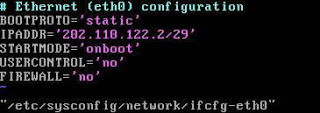 # Ethernet (eth0) configuration
BOOTPROTO='static'
IPADDR='202.110.122.2/29'
STARTMODE='onboot'
USERCONTROL='no'
FIREWALL='no'
~
"/etc/sysconfig/network/ifcfg-eth0"